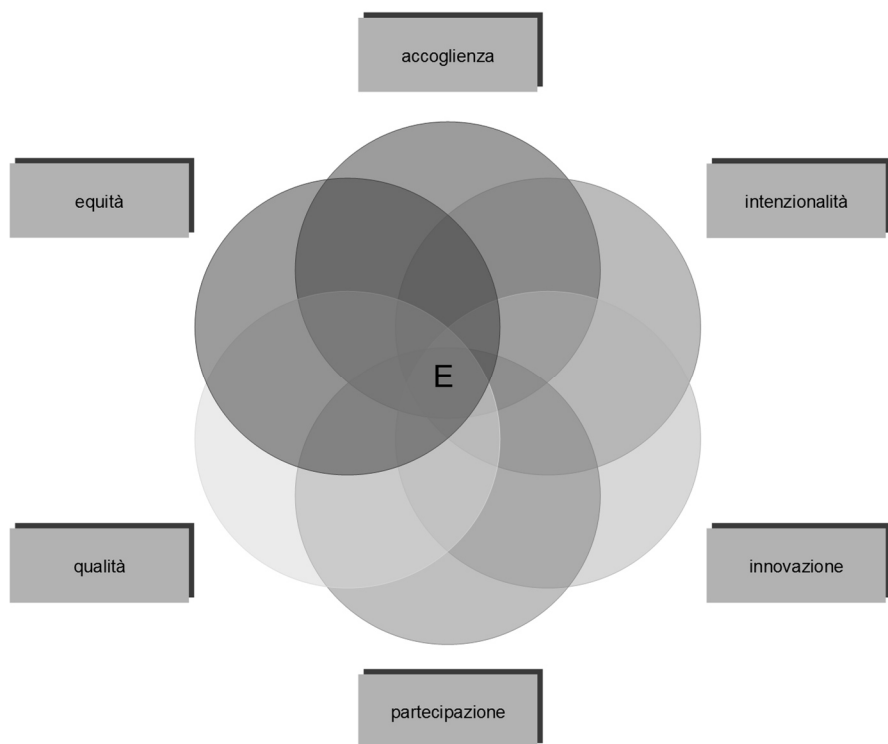 accoglienza
equità
intenzionalità
E
qualità
innovazione
partecipazione